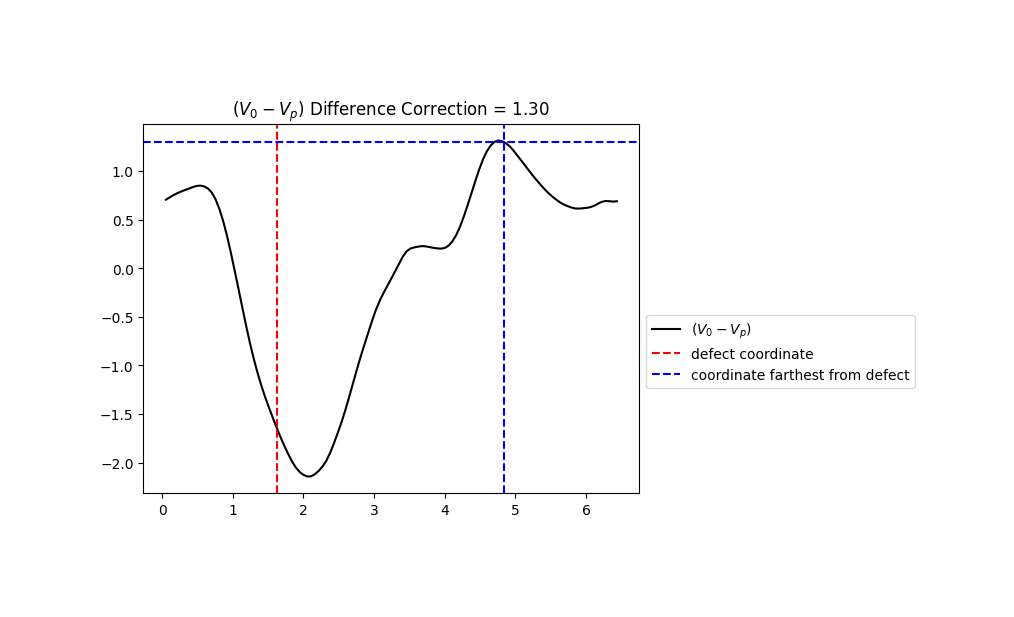 (V₀ − Vₚ) Difference Correction = 1.30
1.0
0.5
0.0
−0.5
−1.0
−1.5
−2.0
0 1 2 3 4 5 6
(V₀ − Vₚ)
defect coordinate
coordinate farthest from defect